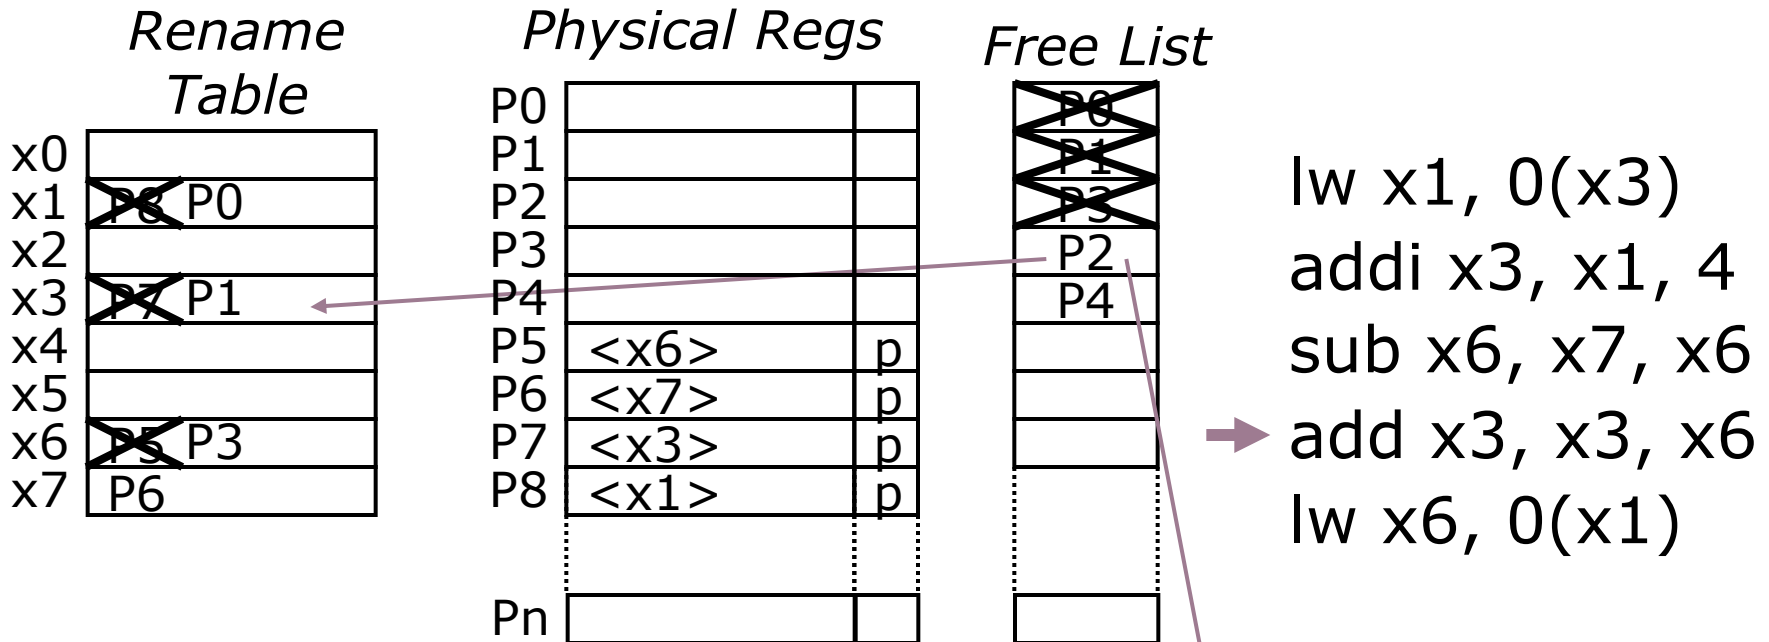 Rename
Table
x0
x1 P8 P0
x2
x3 P7 P1
x4
x5
x6 P5 P3
x7 P6
Physical Regs
P0
P1
P2
P3
P4
P5 <x6> p
P6 <x7> p
P7 <x3> p
P8 <x1> p
Pn
Free List
P0
P1
P3
P2
P4
lw x1, 0(x3)
addi x3, x1, 4
sub x6, x7, x6
add x3, x3, x6
lw x6, 0(x1)